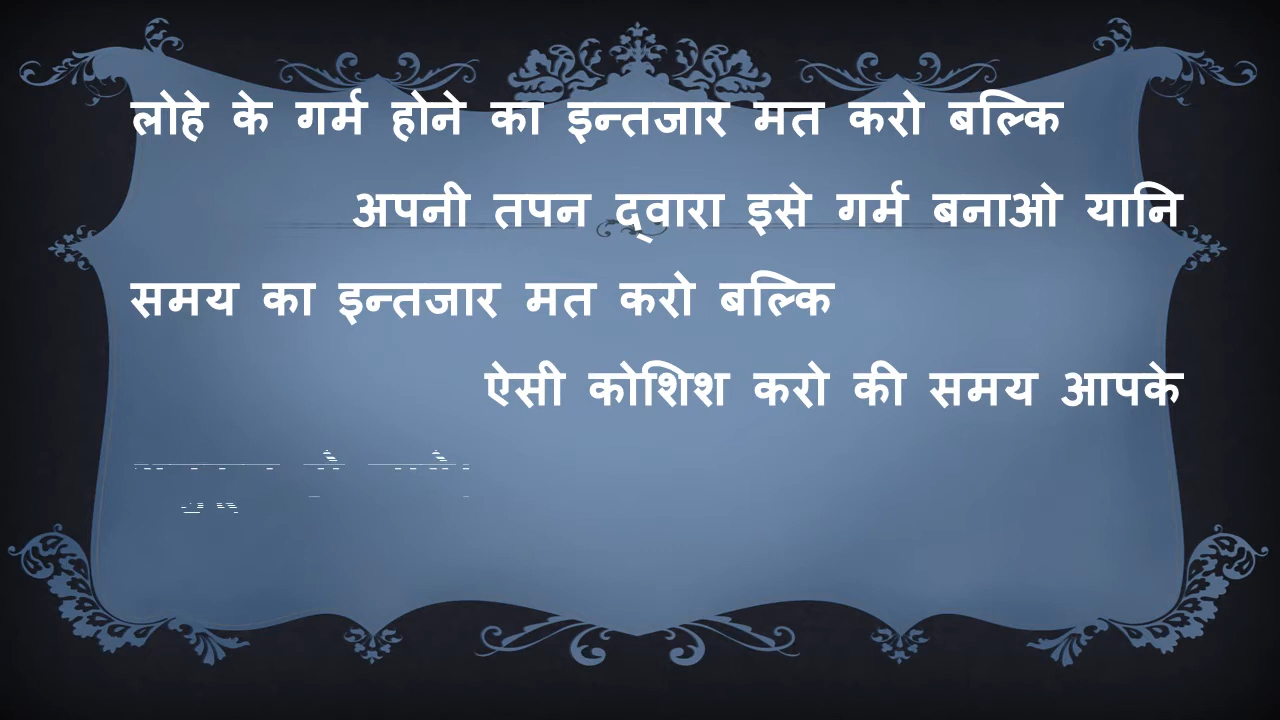 लोहे के गर्म होने का इन्तजार मत करो बल्कि
अपनी तपन द्वारा इसे गर्म बनाओ यानि
समय का इन्तजार मत करो बल्कि
ऐसी कोशिश करो की समय आपके